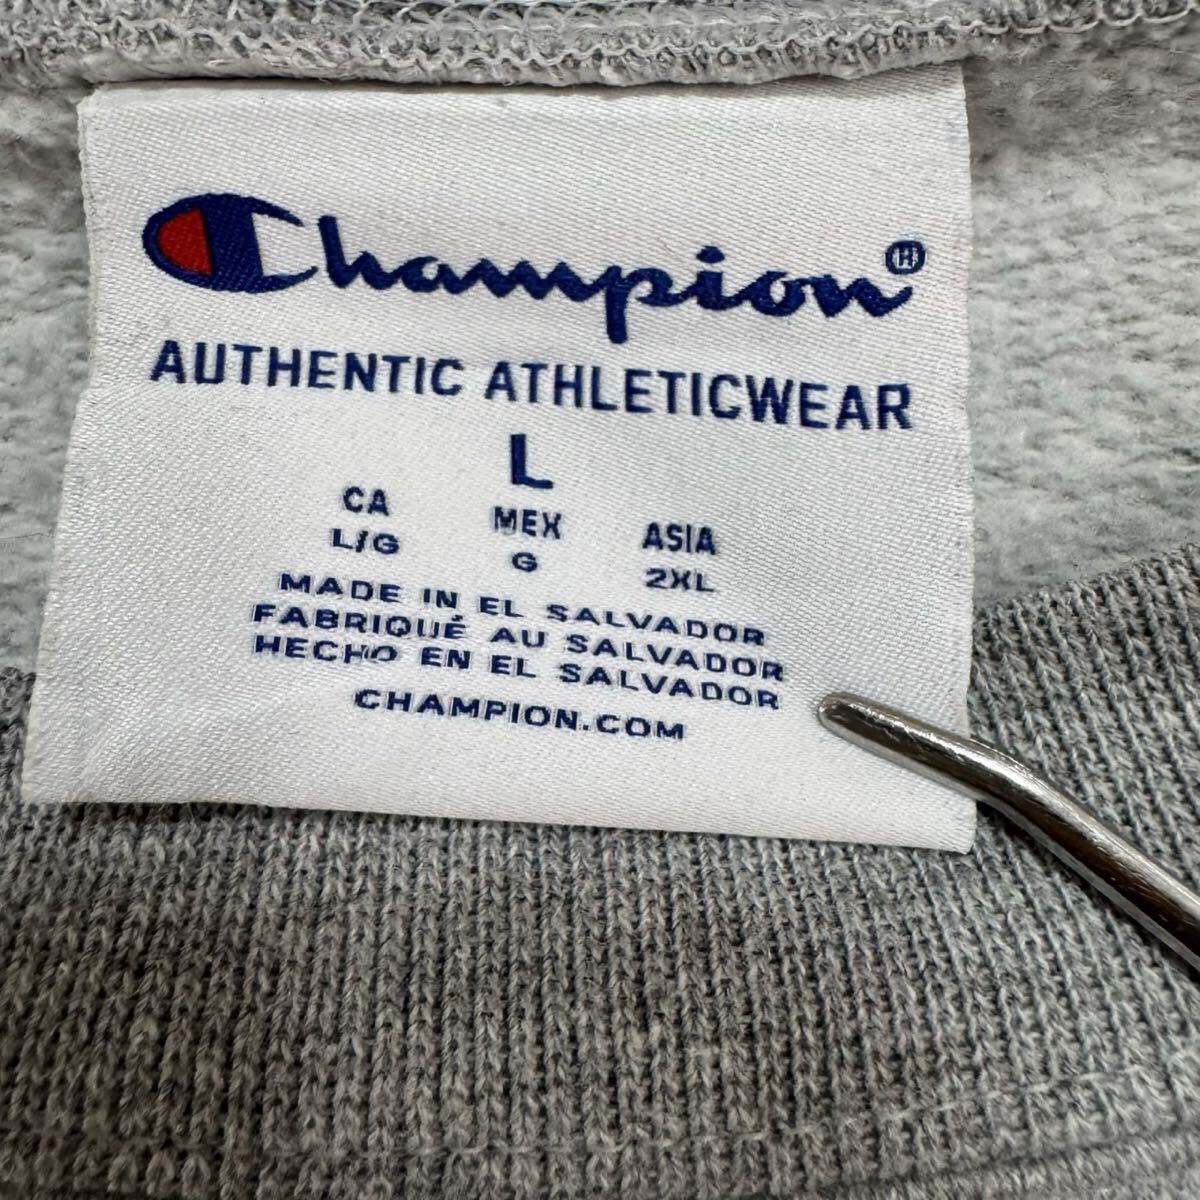 Champion®
AUTHENTIC ATHLETICWEAR
L
CA MEX ASIA
L/G G 2XL
MADE IN EL SALVADOR
FABRIQUÉ AU SALVADOR
HECHO EN EL SALVADOR
CHAMPION.COM